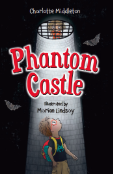 Charlotte Middleton
Phantom
Castle
Illustrated by
Marion Lindsay